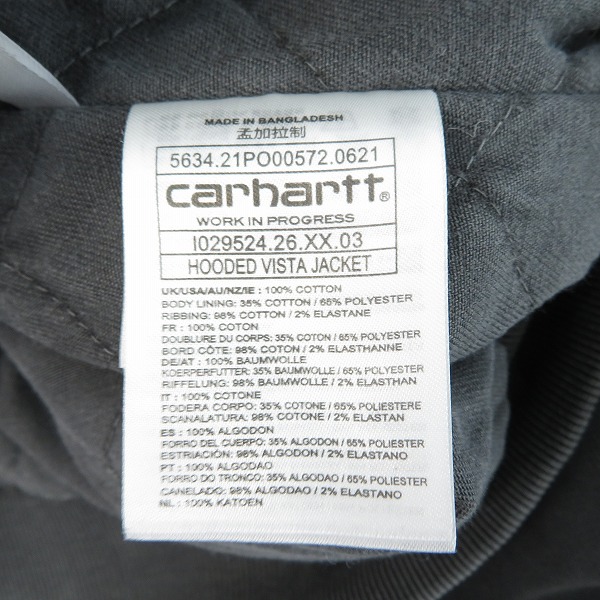 MADE IN BANGLADESH
孟加拉制
5634.21PO00572.0621
carhartt®
WORK IN PROGRESS
I029524.26.XX.03
HOODED VISTA JACKET
UK/USA/AU/NZ/IE : 100% COTTON
BODY LINING: 35% COTTON / 65% POLYESTER
RIBBING: 98% COTTON / 2% ELASTANE
FR : 100% COTON
DOUBLURE DU CORPS: 35% COTON / 65% POLYESTER
BORD CÔTE: 98% COTON / 2% ELASTHANNE
DE/AT : 100% BAUMWOLLE
KOERPERFUTTER: 35% BAUMWOLLE / 65% POLYESTER
RIFFELUNG: 98% BAUMWOLLE / 2% ELASTHAN
IT : 100% COTONE
FODERA CORPO: 35% COTONE / 65% POLIESTERE
SCANALATURA: 98% COTONE / 2% ELASTAN
ES : 100% ALGODON
FORRO DEL CUERPO: 35% ALGODON / 65% POLIESTER
ESTRIACIÓN: 98% ALGODON / 2% ELASTANO
PT : 100% ALGODAO
FORRO DO TRONCO: 35% ALGODAO / 65% POLIESTER
CANELADO: 98% ALGODAO / 2% ELASTANO
NL : 100% KATOEN